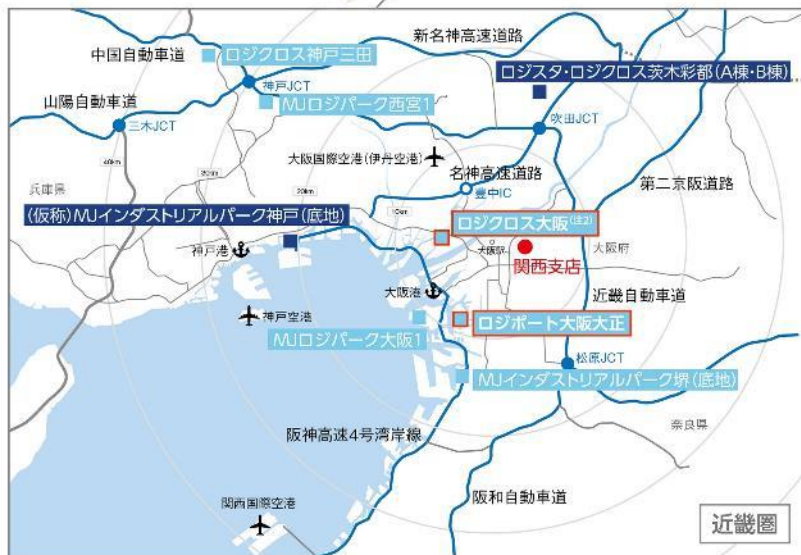 中国自動車道
ロジクロス神戸三田
新名神高速道路
ロジスタ・ロジクロス茨木彩都(A棟・B棟)
神戸JCT
山陽自動車道
MJロジパーク西宮1
三木JCT
吹田JCT
大阪国際空港(伊丹空港)
名神高速道路
40km
30km
兵庫県
豊中IC
第二京阪道路
20km
10km
(仮称)MJインダストリアルパーク神戸(底地)
ロジクロス大阪(注2)
神戸港
大阪駅
大阪府
関西支店
大阪港
近畿自動車道
神戸空港
MJロジパーク大阪1
ロジポート大阪大正
松原JCT
MJインダストリアルパーク堺(底地)
奈良県
阪神高速4号湾岸線
阪和自動車道
関西国際空港
近畿圏